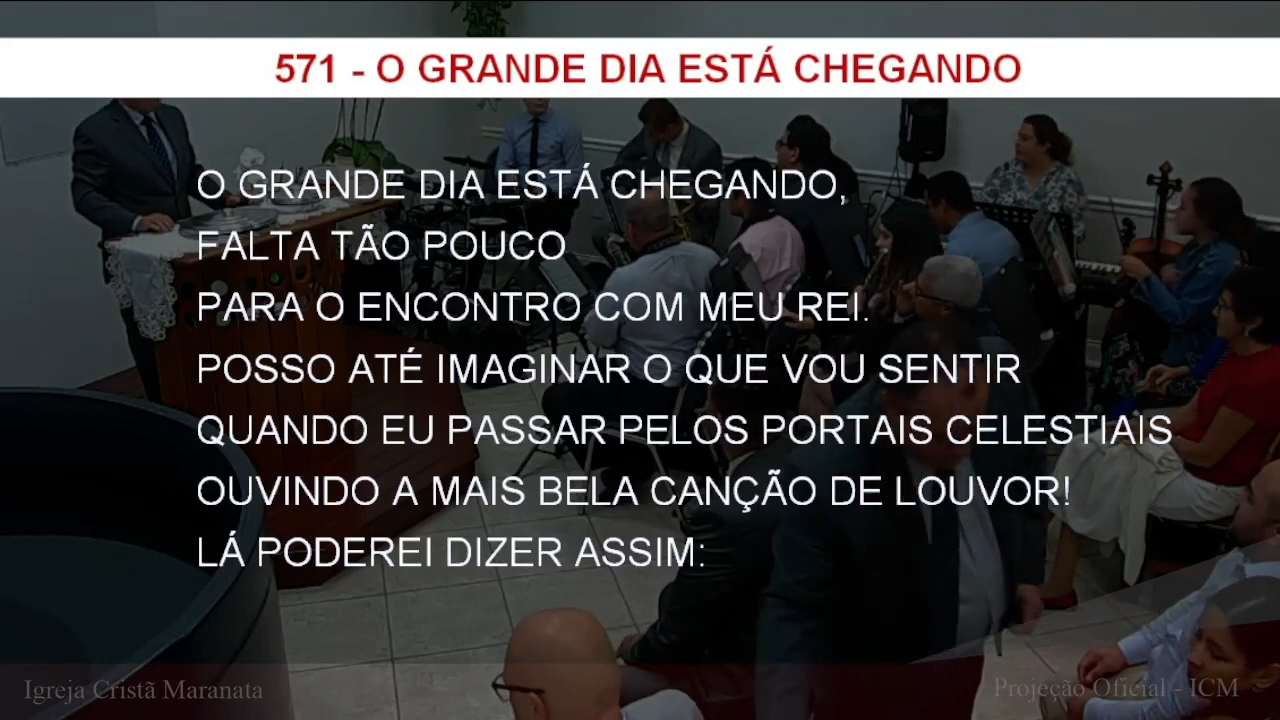 571 - O GRANDE DIA ESTÁ CHEGANDO
O GRANDE DIA ESTÁ CHEGANDO,
FALTA TÃO POUCO
PARA O ENCONTRO COM MEU REI.
POSSO ATÉ IMAGINAR O QUE VOU SENTIR
QUANDO EU PASSAR PELOS PORTAIS CELESTIAIS
OUVINDO A MAIS BELA CANÇÃO DE LOUVOR!
LÁ PODEREI DIZER ASSIM:
Igreja Cristã Maranata
Projeção Oficial - ICM